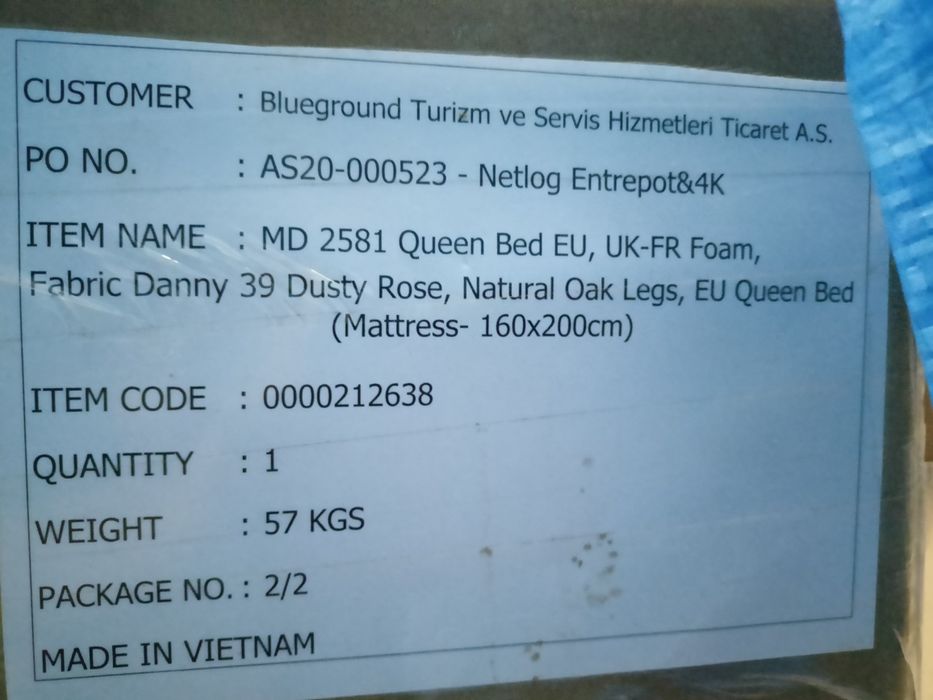 CUSTOMER : Blueground Turizm ve Servis Hizmetleri Ticaret A.S.
PO NO. : AS20-000523 - Netlog Entrepot&4K
ITEM NAME : MD 2581 Queen Bed EU, UK-FR Foam,
Fabric Danny 39 Dusty Rose, Natural Oak Legs, EU Queen Bed
(Mattress- 160x200cm)
ITEM CODE : 0000212638
QUANTITY : 1
WEIGHT : 57 KGS
PACKAGE NO. : 2/2
MADE IN VIETNAM